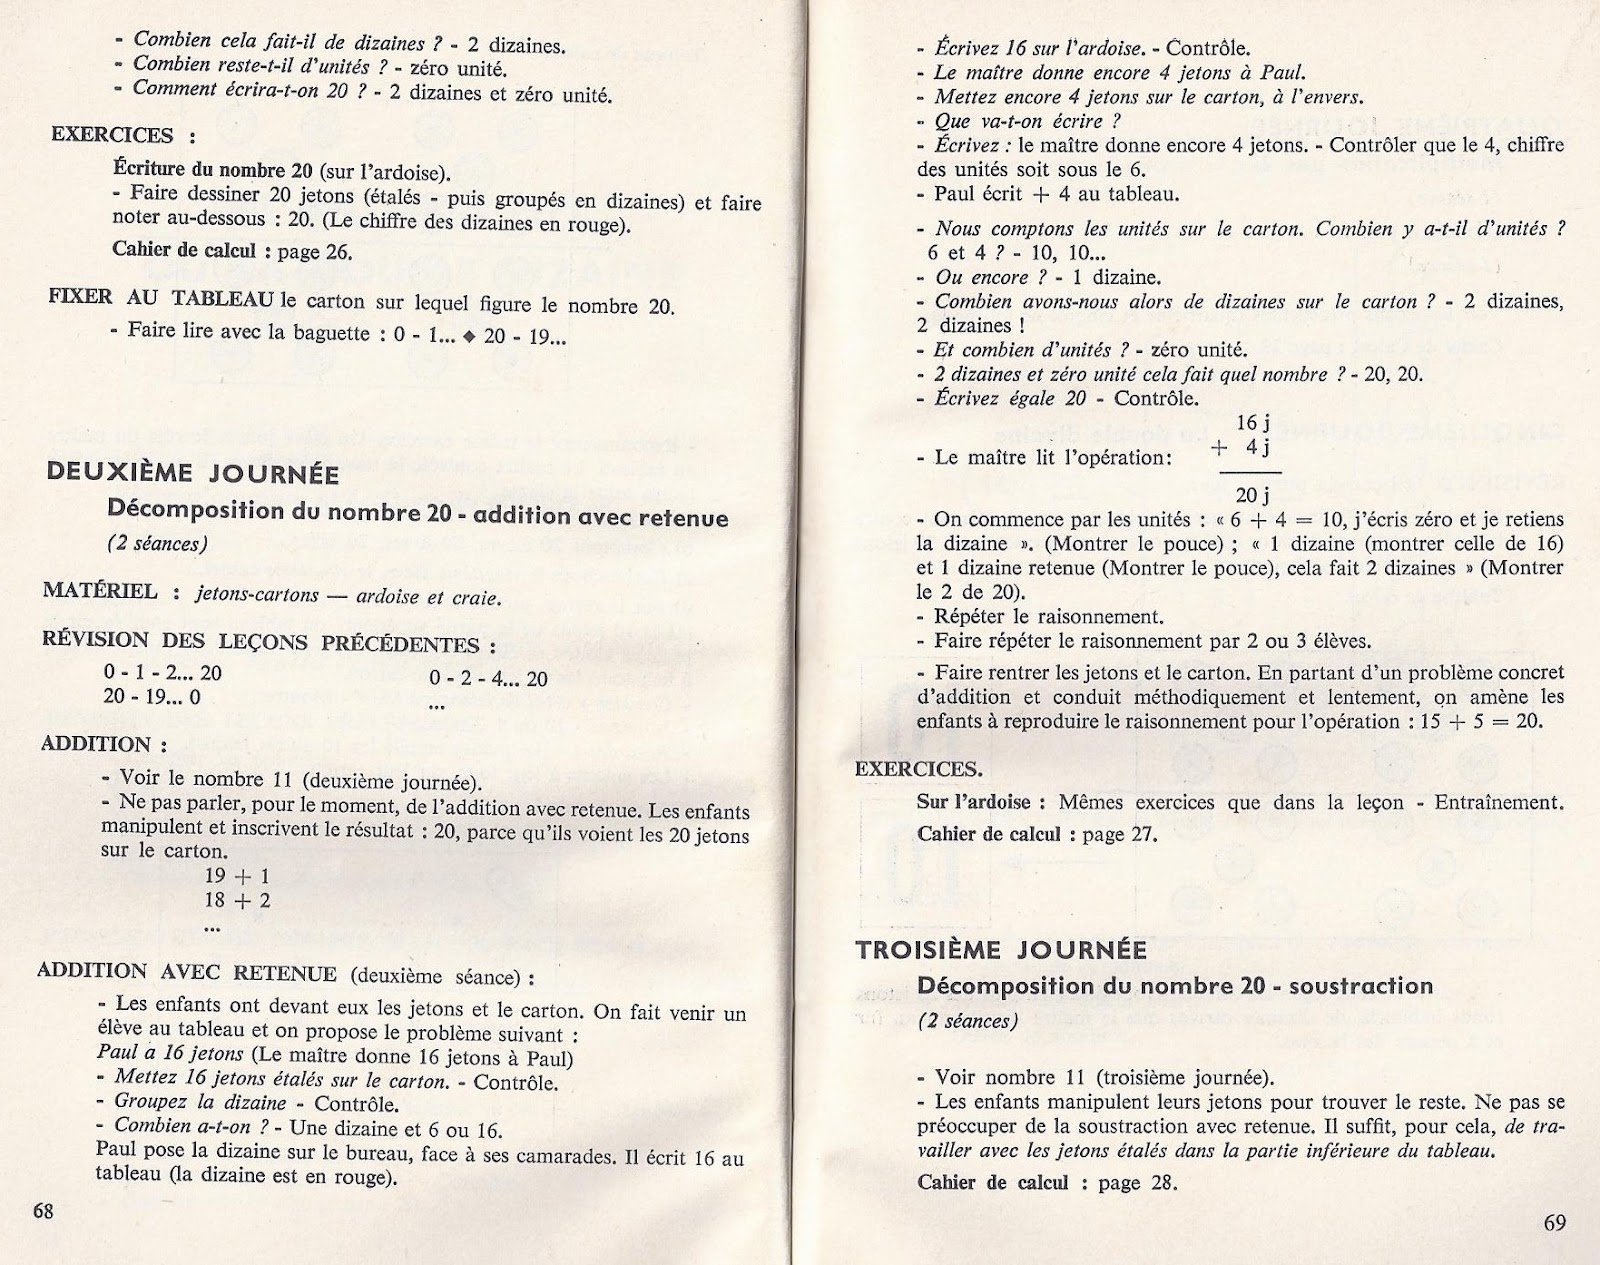 - Combien cela fait-il de dizaines ? - 2 dizaines.
- Combien reste-t-il d'unités ? - zéro unité.
- Comment écrira-t-on 20 ? - 2 dizaines et zéro unité.
EXERCICES :
Écriture du nombre 20 (sur l'ardoise).
- Faire dessiner 20 jetons (étalés - puis groupés en dizaines) et faire
noter au-dessous : 20. (Le chiffre des dizaines en rouge).
Cahier de calcul : page 26.
FIXER AU TABLEAU le carton sur lequel figure le nombre 20.
- Faire lire avec la baguette : 0 - 1... ◆ 20 - 19...
DEUXIÈME JOURNÉE
Décomposition du nombre 20 - addition avec retenue
(2 séances)
MATÉRIEL : jetons-cartons — ardoise et craie.
RÉVISION DES LEÇONS PRÉCÉDENTES :
0 - 1 - 2... 20 0 - 2 - 4... 20
20 - 19... 0 ...
ADDITION :
- Voir le nombre 11 (deuxième journée).
- Ne pas parler, pour le moment, de l'addition avec retenue. Les enfants
manipulent et inscrivent le résultat : 20, parce qu'ils voient les 20 jetons
sur le carton.
19 + 1
18 + 2
...
ADDITION AVEC RETENUE (deuxième séance) :
- Les enfants ont devant eux les jetons et le carton. On fait venir un
élève au tableau et on propose le problème suivant :
Paul a 16 jetons (Le maître donne 16 jetons à Paul)
- Mettez 16 jetons étalés sur le carton. - Contrôle.
- Groupez la dizaine - Contrôle.
- Combien a-t-on ? - Une dizaine et 6 ou 16.
Paul pose la dizaine sur le bureau, face à ses camarades. Il écrit 16 au
tableau (la dizaine est en rouge).
68
- Écrivez 16 sur l'ardoise. - Contrôle.
- Le maître donne encore 4 jetons à Paul.
- Mettez encore 4 jetons sur le carton, à l'envers.
- Que va-t-on écrire ?
- Écrivez : le maître donne encore 4 jetons. - Contrôler que le 4, chiffre
des unités soit sous le 6.
- Paul écrit + 4 au tableau.
- Nous comptons les unités sur le carton. Combien y a-t-il d'unités ?
6 et 4 ? - 10, 10...
- Ou encore ? - 1 dizaine.
- Combien avons-nous alors de dizaines sur le carton ? - 2 dizaines,
2 dizaines !
- Et combien d'unités ? - zéro unité.
- 2 dizaines et zéro unité cela fait quel nombre ? - 20, 20.
- Écrivez égale 20 - Contrôle.
16 j
+ 4 j
- Le maître lit l'opération:
20 j
- On commence par les unités : « 6 + 4 = 10, j'écris zéro et je retiens
la dizaine ». (Montrer le pouce) ; « 1 dizaine (montrer celle de 16)
et 1 dizaine retenue (Montrer le pouce), cela fait 2 dizaines » (Montrer
le 2 de 20).
- Répéter le raisonnement.
- Faire répéter le raisonnement par 2 ou 3 élèves.
- Faire rentrer les jetons et le carton. En partant d'un problème concret
d'addition et conduit méthodiquement et lentement, on amène les
enfants à reproduire le raisonnement pour l'opération : 15 + 5 = 20.
EXERCICES.
Sur l'ardoise : Mêmes exercices que dans la leçon - Entraînement.
Cahier de calcul : page 27.
TROISIÈME JOURNÉE
Décomposition du nombre 20 - soustraction
(2 séances)
- Voir nombre 11 (troisième journée).
- Les enfants manipulent leurs jetons pour trouver le reste. Ne pas se
préoccuper de la soustraction avec retenue. Il suffit, pour cela, de tra-
vailler avec les jetons étalés dans la partie inférieure du tableau.
Cahier de calcul : page 28.
69